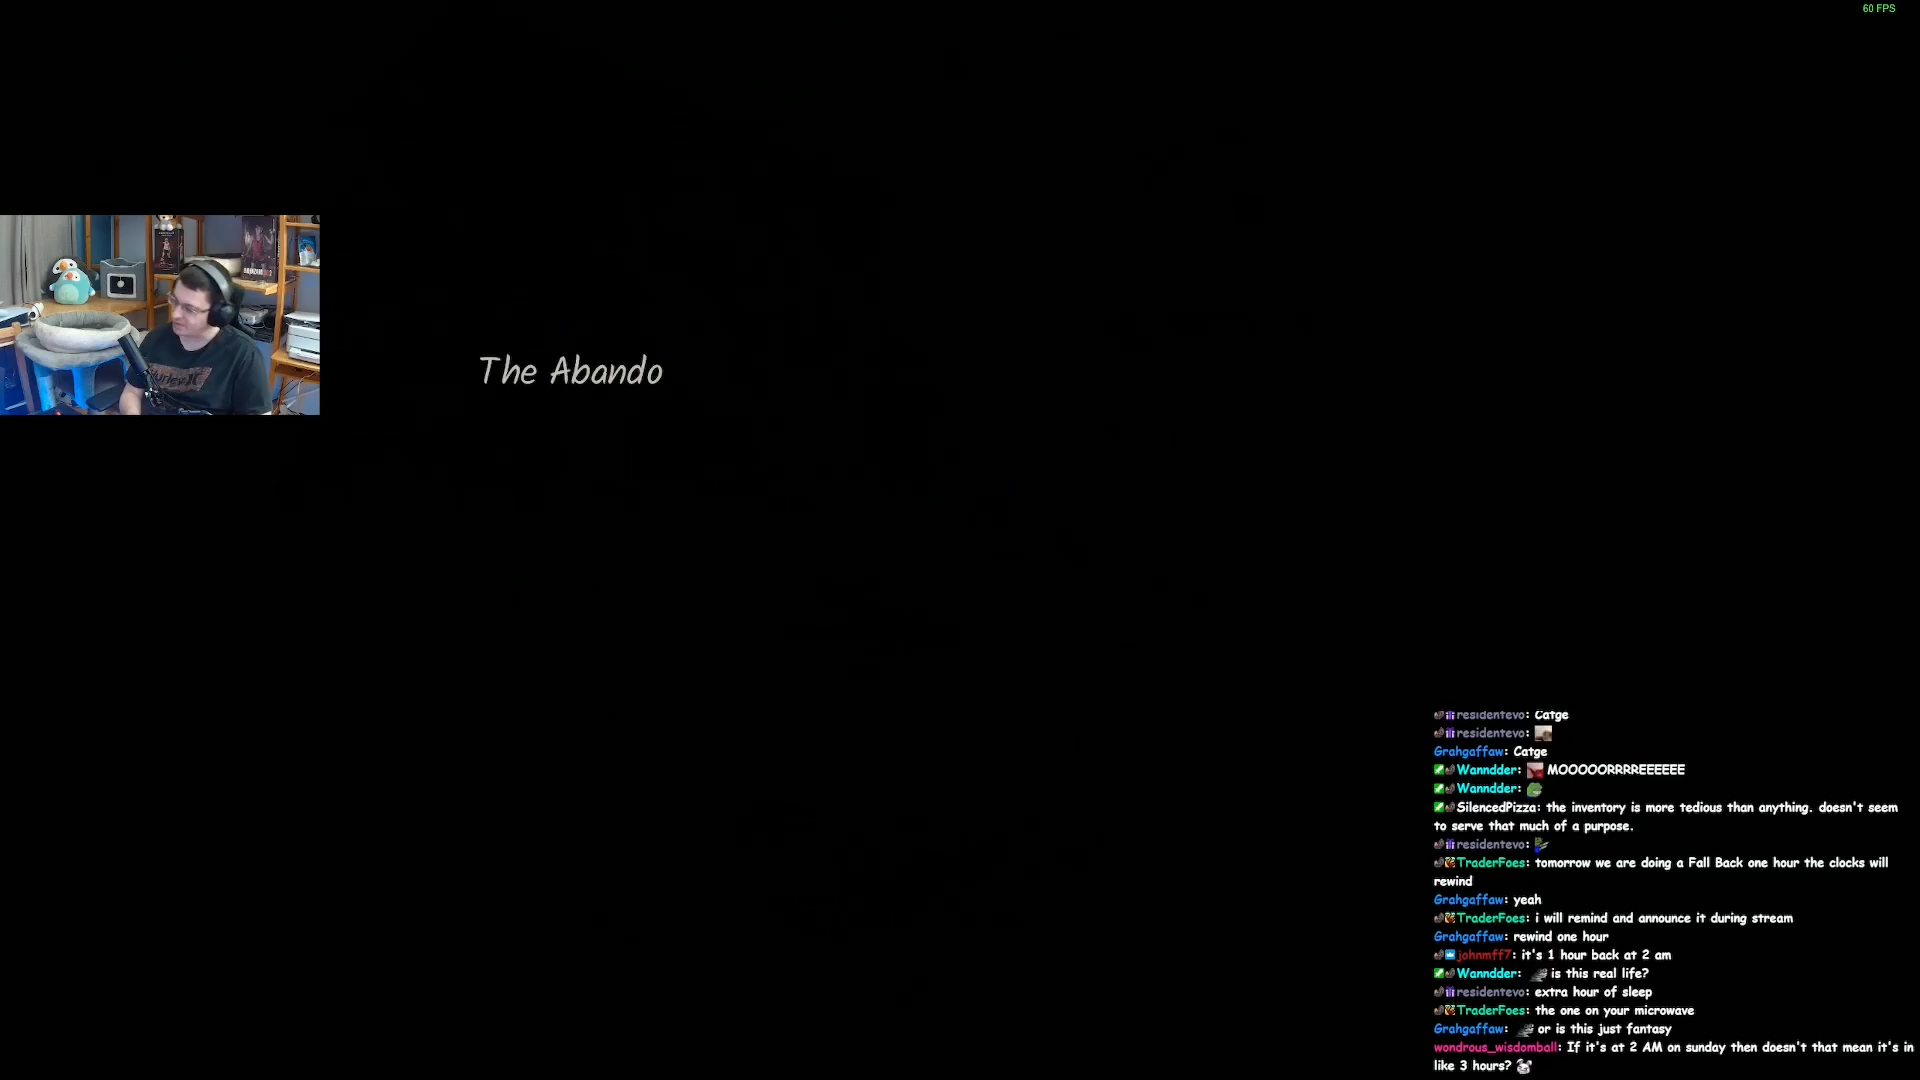 60 FPS
The Abando
residentevo: Catge
residentevo:
Grahgaffaw: Catge
Wanndder: MOOOOORRRREEEEEE
Wanndder:
SilencedPizza: the inventory is more tedious than anything. doesn't seem
to serve that much of a purpose.
residentevo:
TraderFoes: tomorrow we are doing a Fall Back one hour the clocks will
rewind
Grahgaffaw: yeah
TraderFoes: i will remind and announce it during stream
Grahgaffaw: rewind one hour
johnmff7: it's 1 hour back at 2 am
Wanndder: is this real life?
residentevo: extra hour of sleep
TraderFoes: the one on your microwave
Grahgaffaw: or is this just fantasy
wondrous_wisdomball: If it's at 2 AM on sunday then doesn't that mean it's in
like 3 hours?